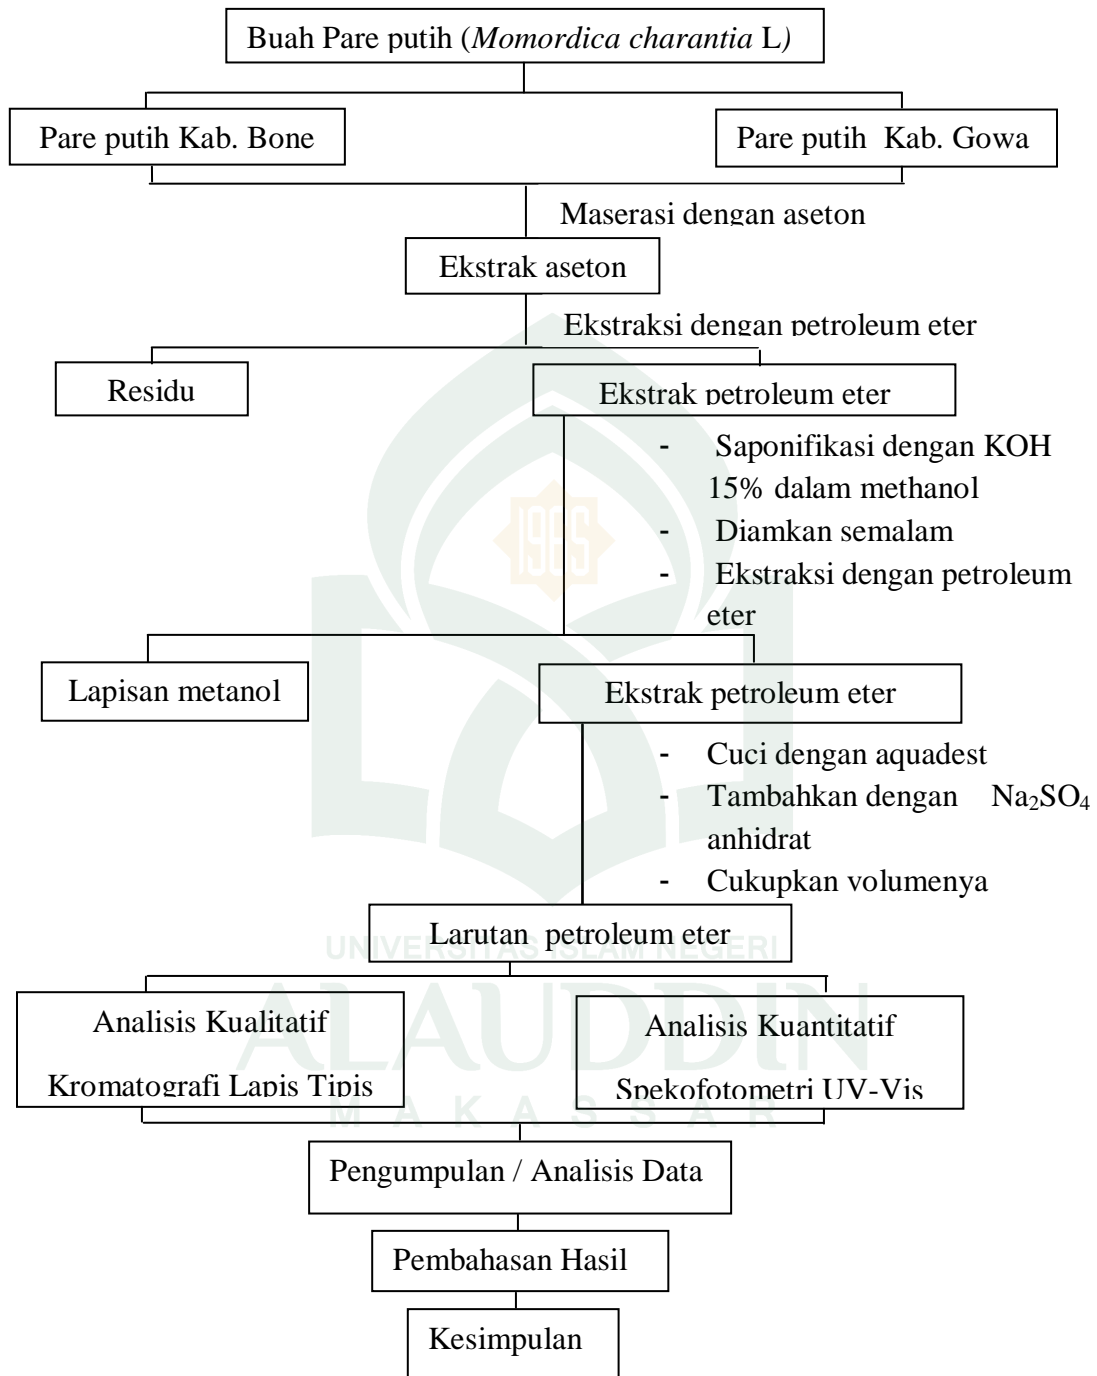 Buah Pare putih (Momordica charantia L)
Pare putih Kab. Bone
Pare putih Kab. Gowa
Maserasi dengan aseton
Ekstrak aseton
Ekstraksi dengan petroleum eter
Residu
Ekstrak petroleum eter
- Saponifikasi dengan KOH
15% dalam methanol
- Diamkan semalam
- Ekstraksi dengan petroleum
eter
1965
Lapisan metanol
Ekstrak petroleum eter
- Cuci dengan aquadest
- Tambahkan dengan Na₂SO₄
anhidrat
- Cukupkan volumenya
Larutan petroleum eter
UNIVERSITAS ISLAM NEGERI
ALAUDDIN
MAKASSAR
Analisis Kualitatif
Kromatografi Lapis Tipis
Analisis Kuantitatif
Spekofotometri UV-Vis
Pengumpulan / Analisis Data
Pembahasan Hasil
Kesimpulan